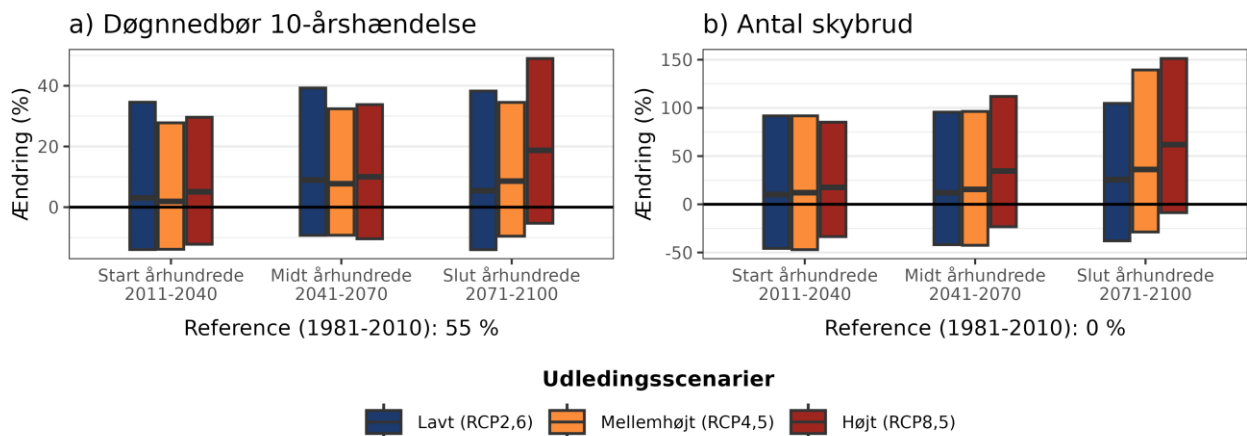 a) Døgnnedbør 10-årshændelse
Ændring (%)
40
20
0
Start århundrede
2011-2040
Midt århundrede
2041-2070
Slut århundrede
2071-2100
Reference (1981-2010): 55 %
b) Antal skybrud
Ændring (%)
150
100
50
0
-50
Start århundrede
2011-2040
Midt århundrede
2041-2070
Slut århundrede
2071-2100
Reference (1981-2010): 0 %
Udledingsscenarier
Lavt (RCP2,6)
Mellemhøjt (RCP4,5)
Højt (RCP8,5)